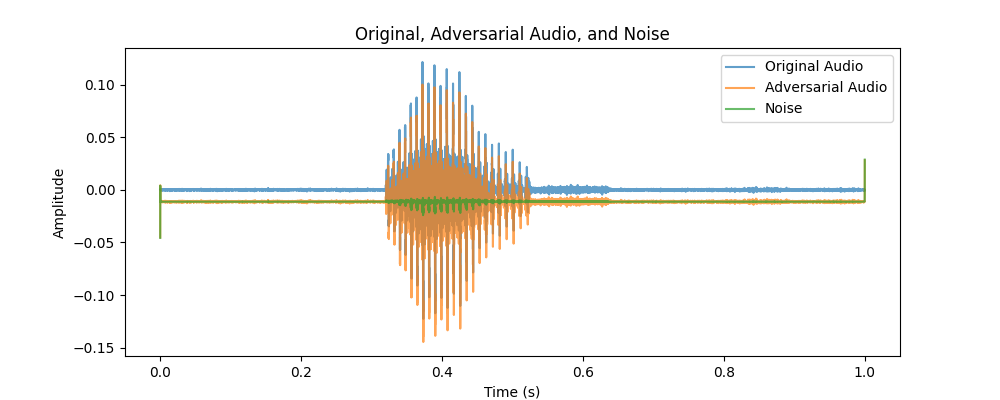 Original, Adversarial Audio, and Noise
Original Audio
Adversarial Audio
Noise
0.10
0.05
0.00
−0.05
−0.10
−0.15
Amplitude
0.0 0.2 0.4 0.6 0.8 1.0
Time (s)